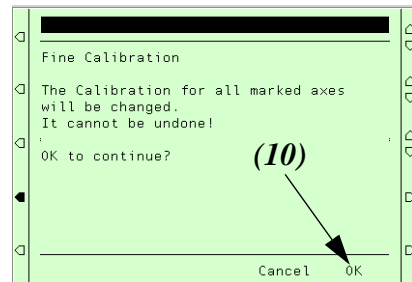 Fine Calibration
The Calibration for all marked axes
will be changed.
It cannot be undone!
OK to continue?
(10)
Cancel OK